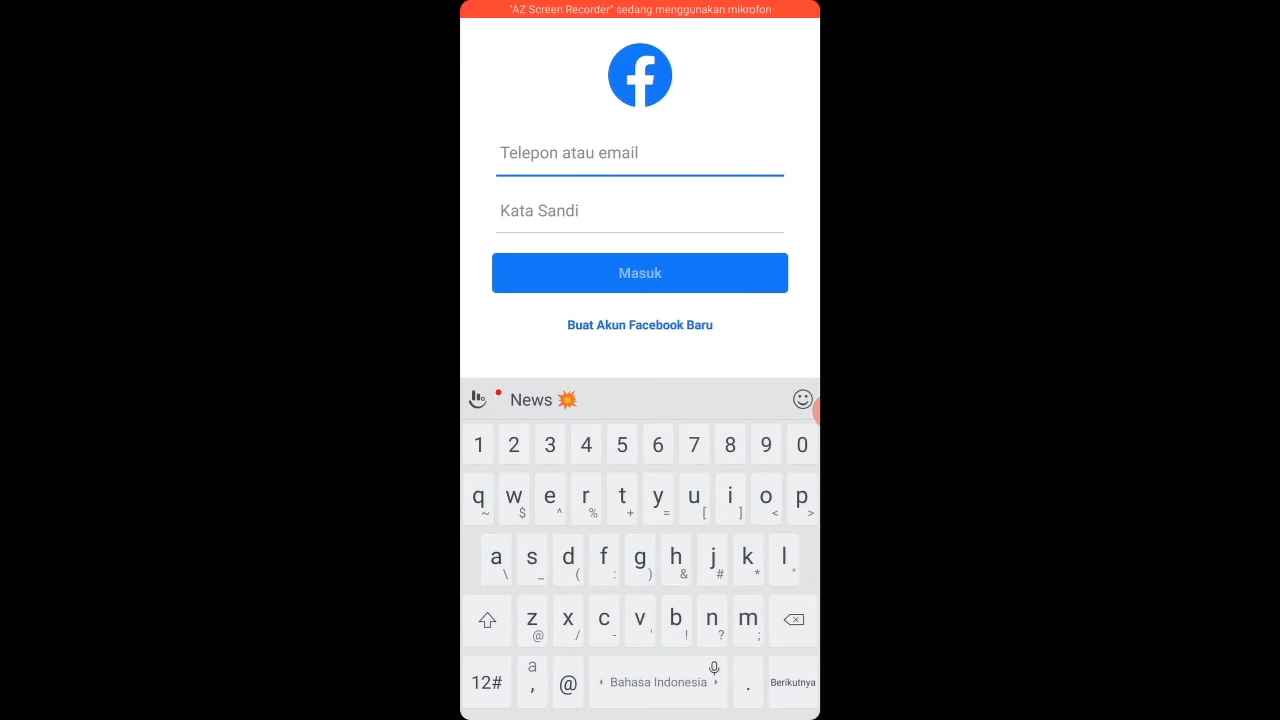 "AZ Screen Recorder" sedang menggunakan mikrofon
Telepon atau email
Kata Sandi
Masuk
Buat Akun Facebook Baru
News 💥
1 2 3 4 5 6 7 8 9 0
q w e r t y u i o p
~ $ ^ % + = [ ] < >
a s d f g h j k l
\ _ ( : ) & # * "
z x c v b n m
@ / - ' ! ? ;
12# a , @ Bahasa Indonesia . Berikutnya